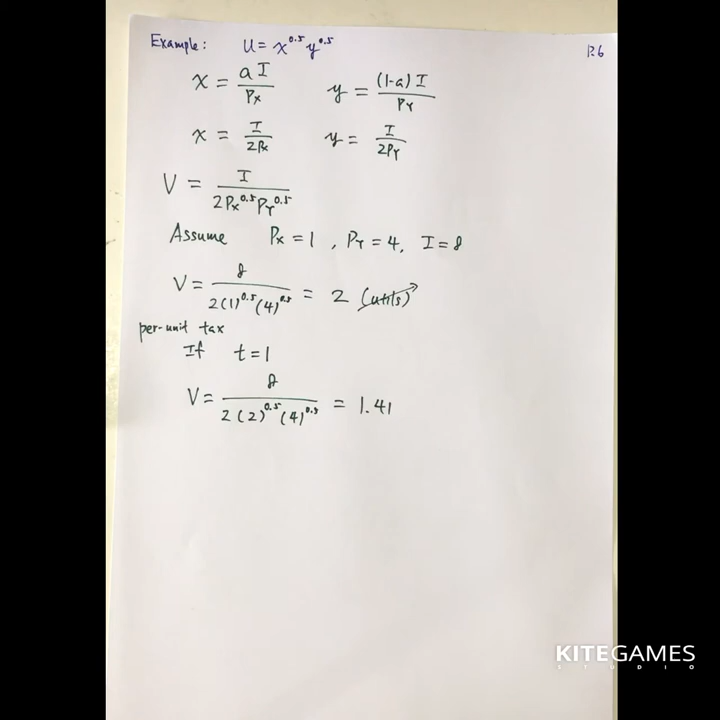 Example: U = x^0.5 y^0.5
P.6
x = aI/Px    y = (1-a)I/PY
x = I/2Px    y = I/2PY
V = I/2Px^0.5 PY^0.5
Assume Px = 1, PY = 4, I = 8
V = 8/2(1)^0.5(4)^0.5 = 2 (utils)
per-unit tax
If t = 1
V = 8/2(2)^0.5(4)^0.5 = 1.41
KITEGAMES
STUDIO